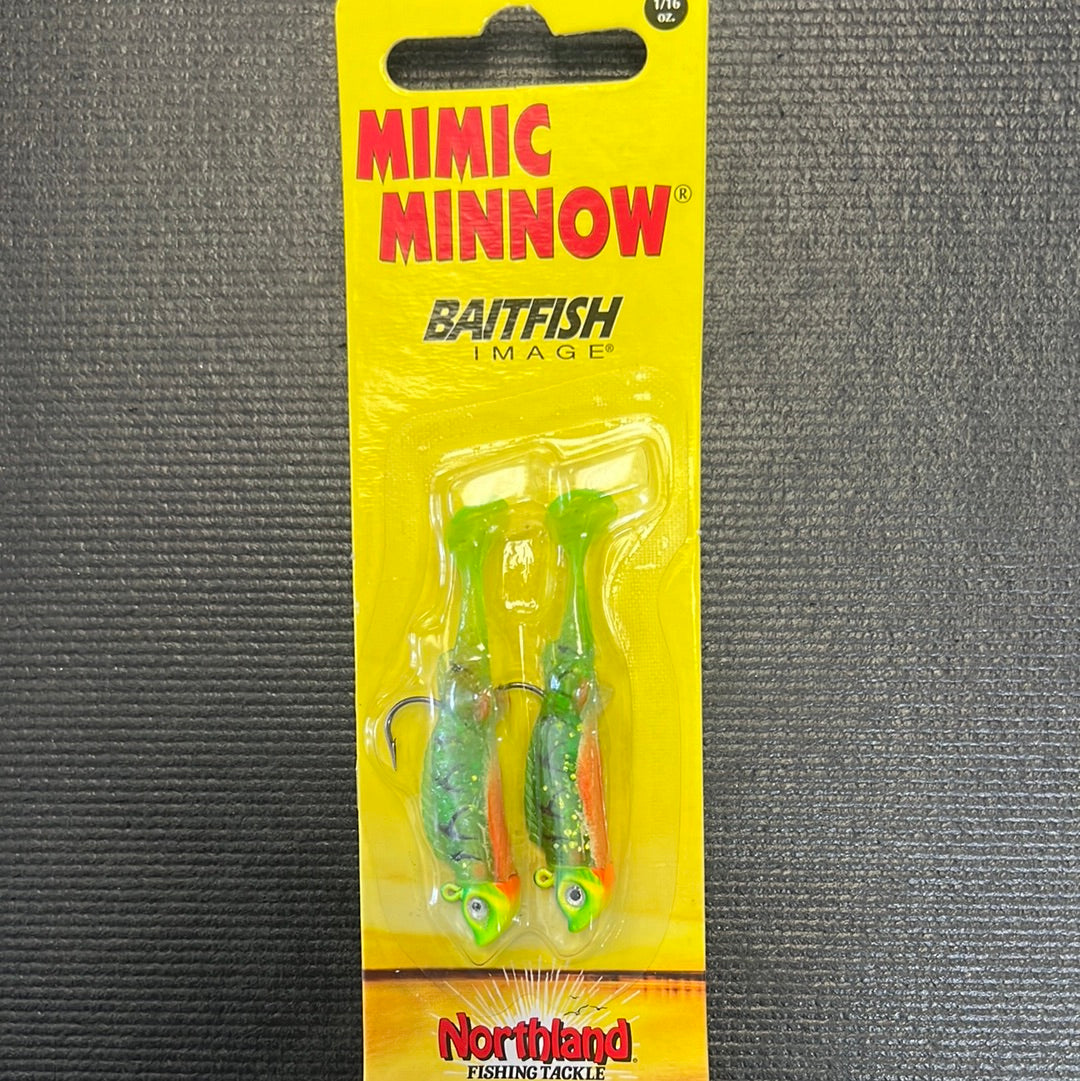 1/16
oz.
MIMIC
MINNOW®
BAITFISH
IMAGE®
Northland
FISHING TACKLE